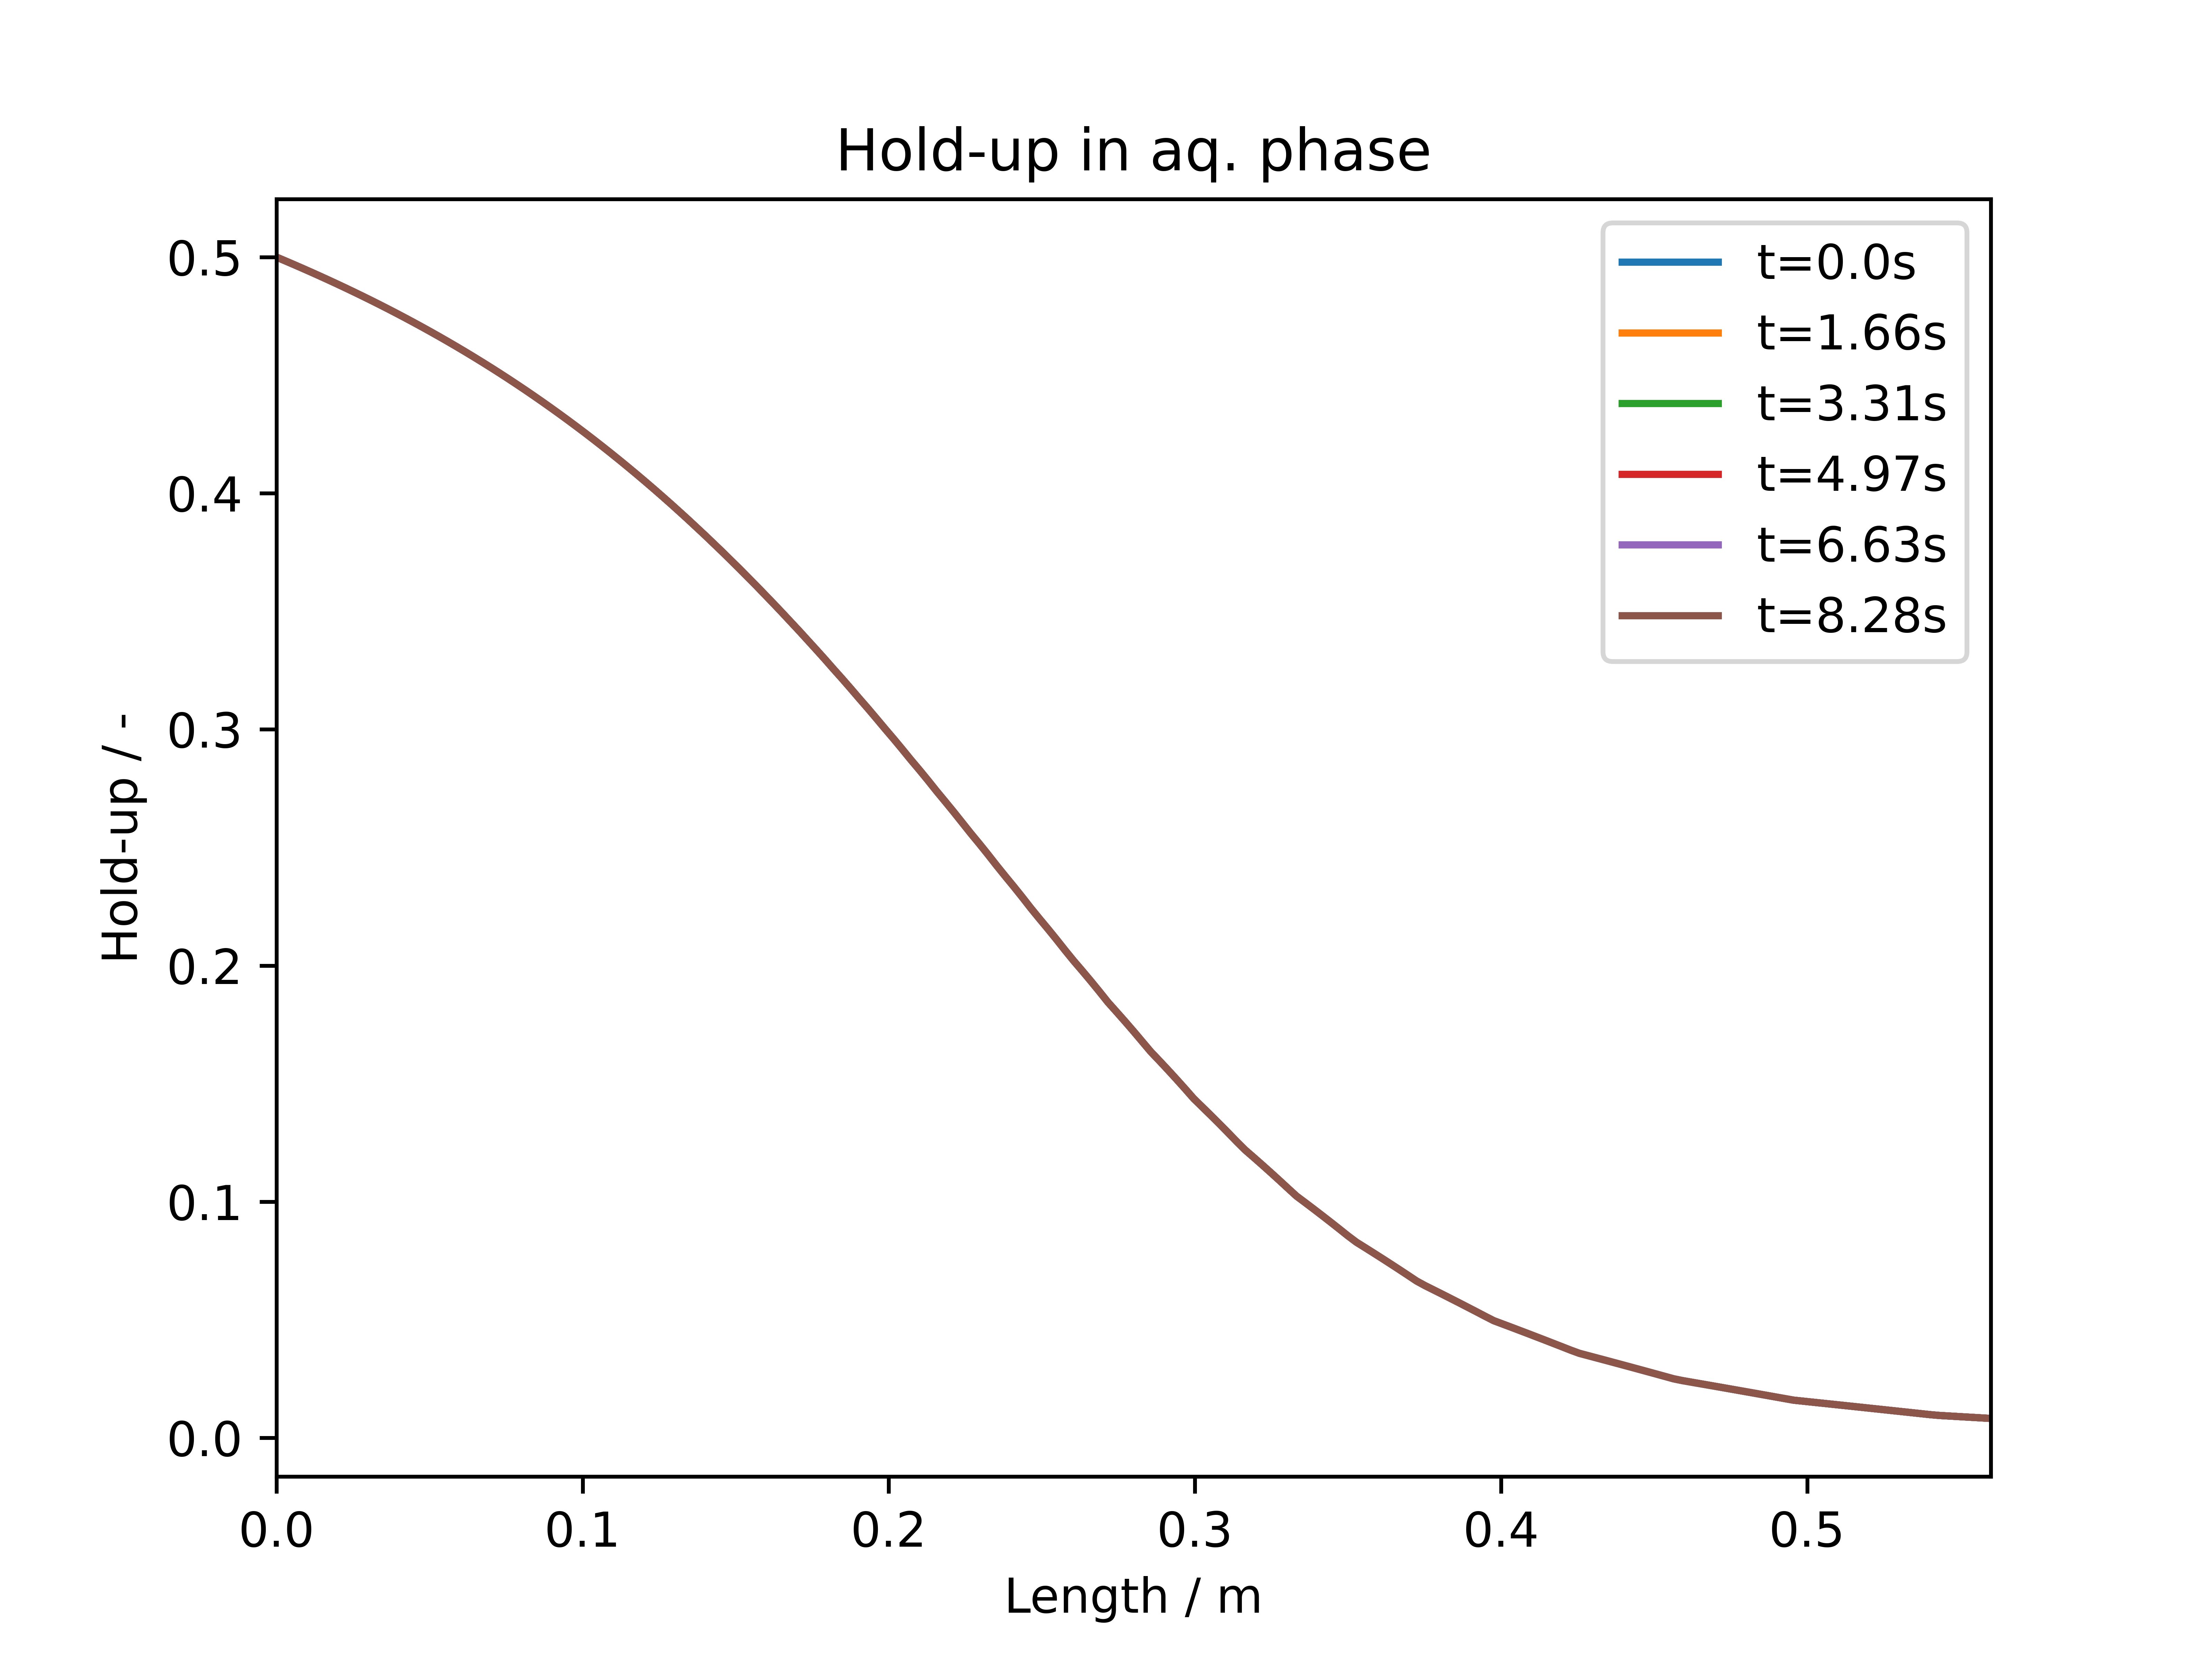 Hold-up in aq. phase
0.5
0.4
0.3
0.2
0.1
0.0
Hold-up / -
t=0.0s
t=1.66s
t=3.31s
t=4.97s
t=6.63s
t=8.28s
0.0 0.1 0.2 0.3 0.4 0.5
Length / m